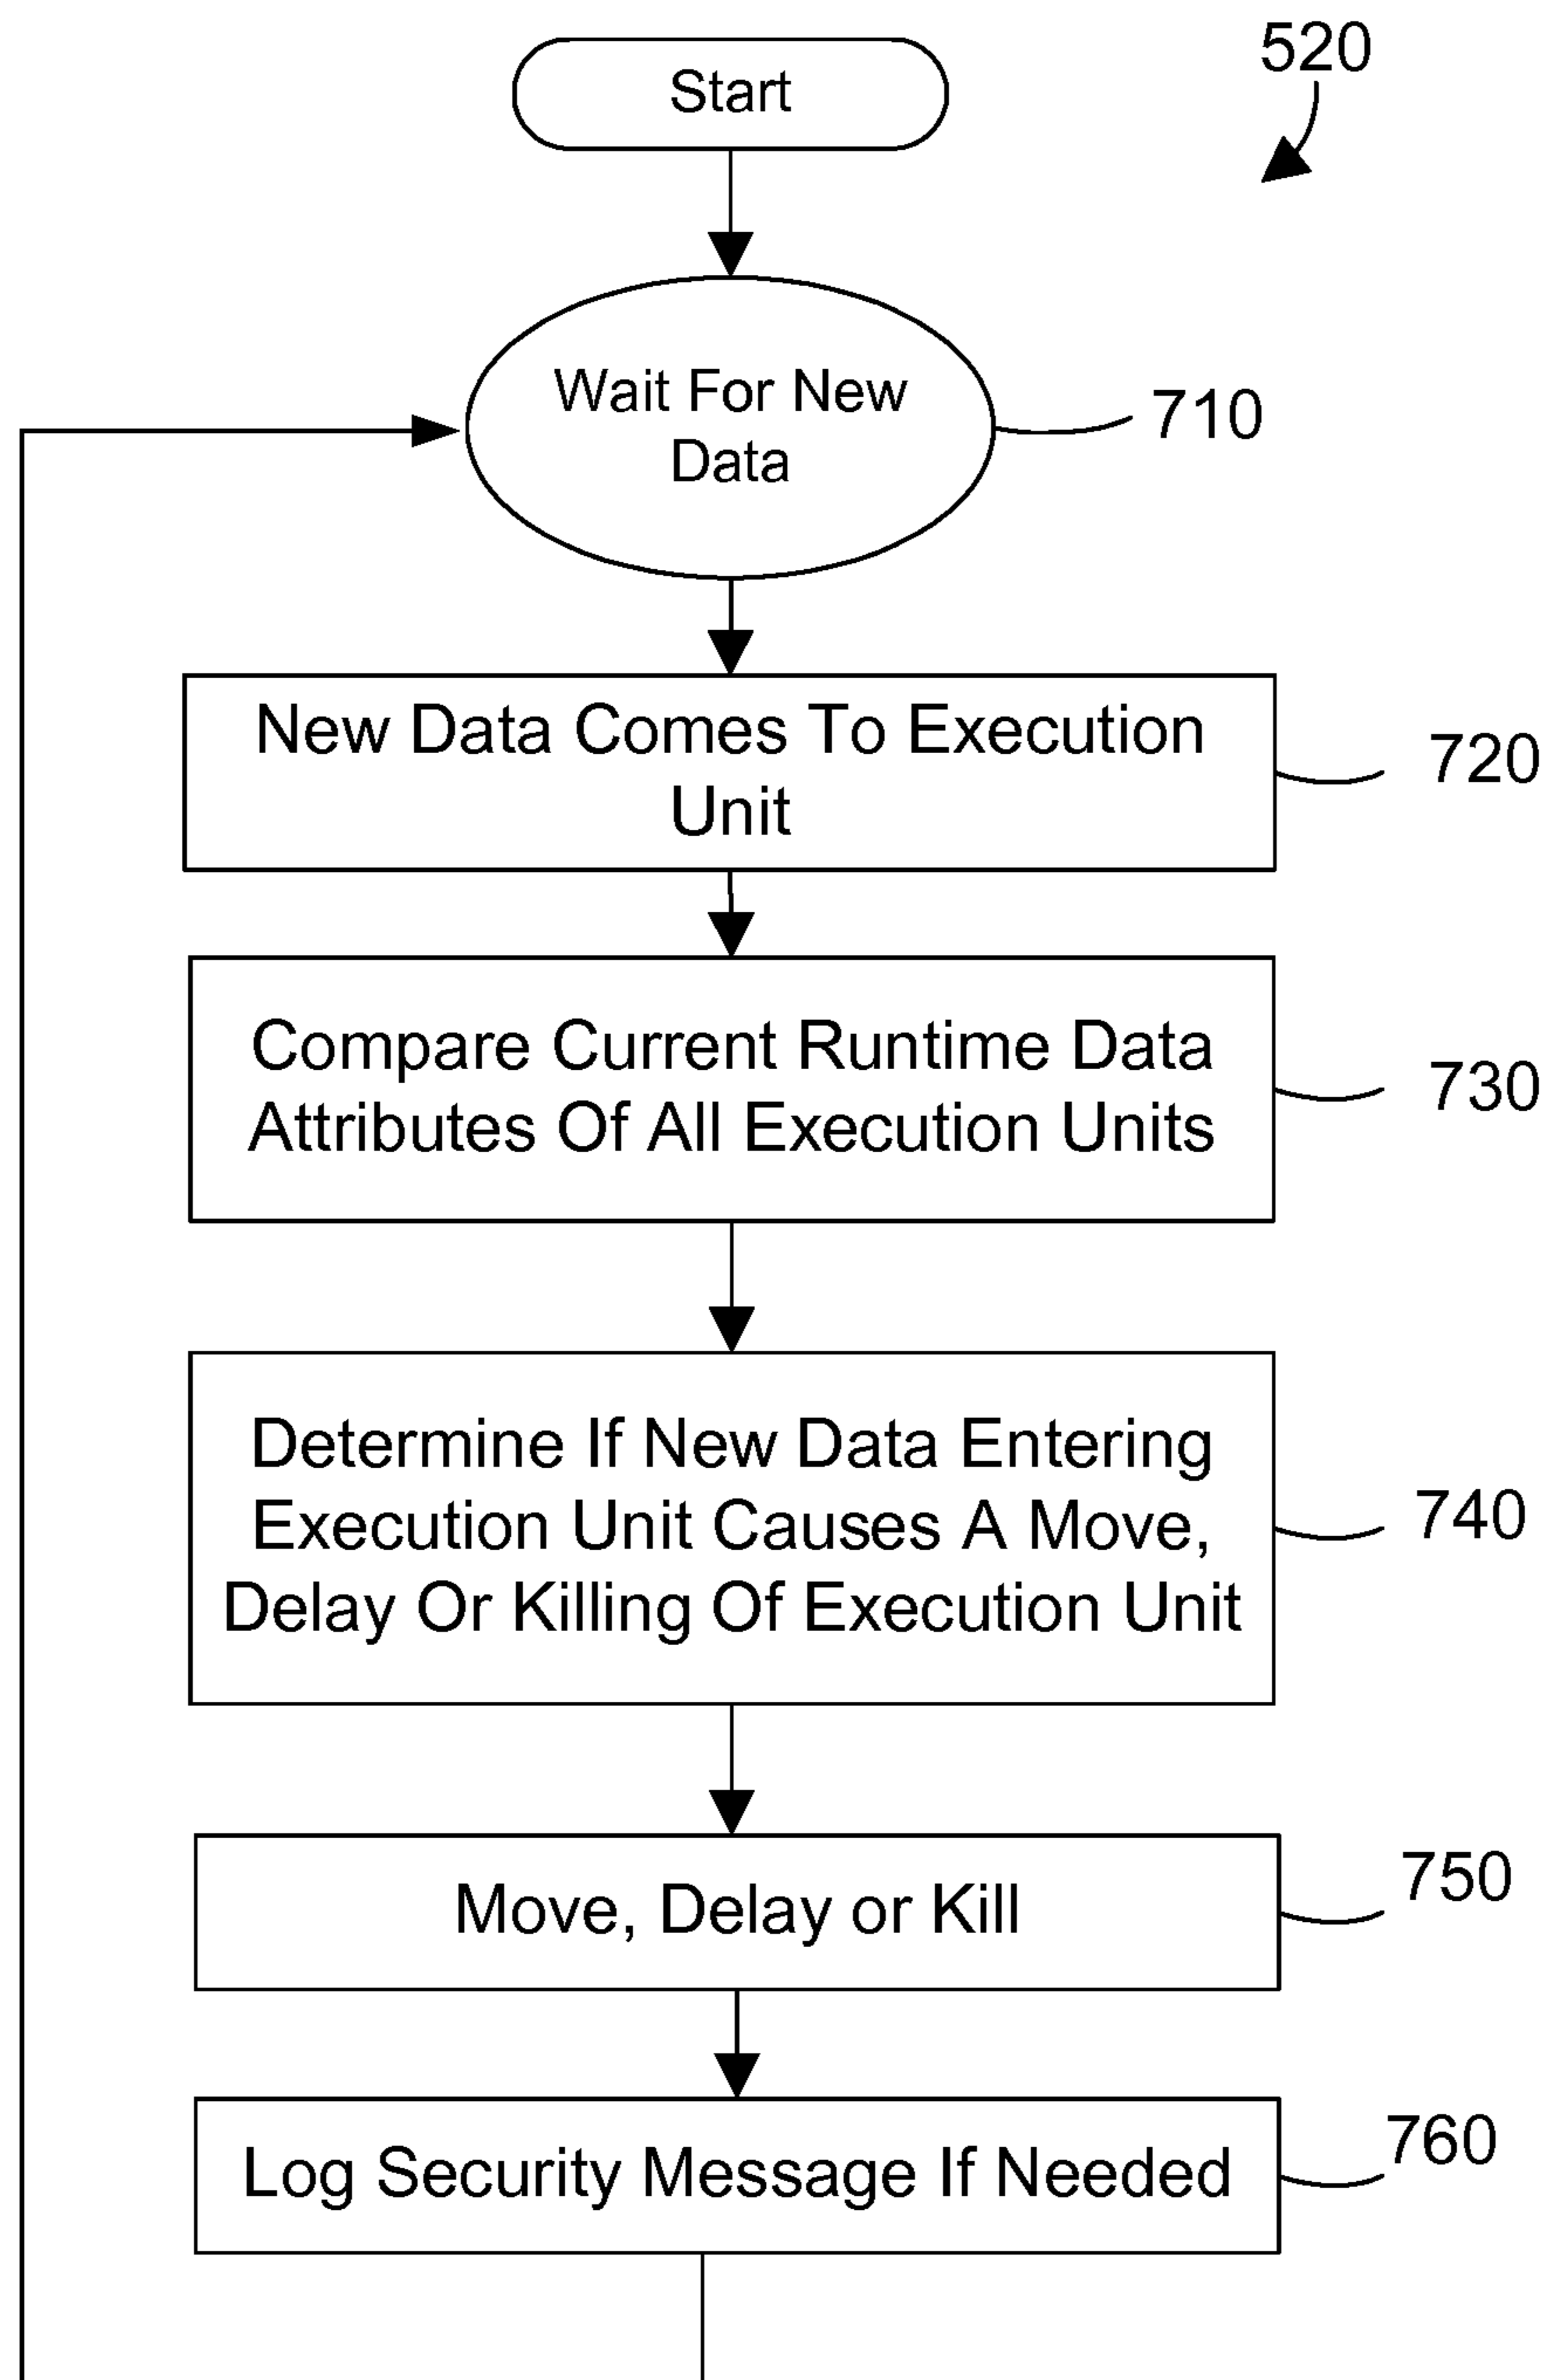 520
Start
Wait For New
Data
710
New Data Comes To Execution
Unit
720
Compare Current Runtime Data
Attributes Of All Execution Units
730
Determine If New Data Entering
Execution Unit Causes A Move,
Delay Or Killing Of Execution Unit
740
Move, Delay or Kill
750
Log Security Message If Needed
760